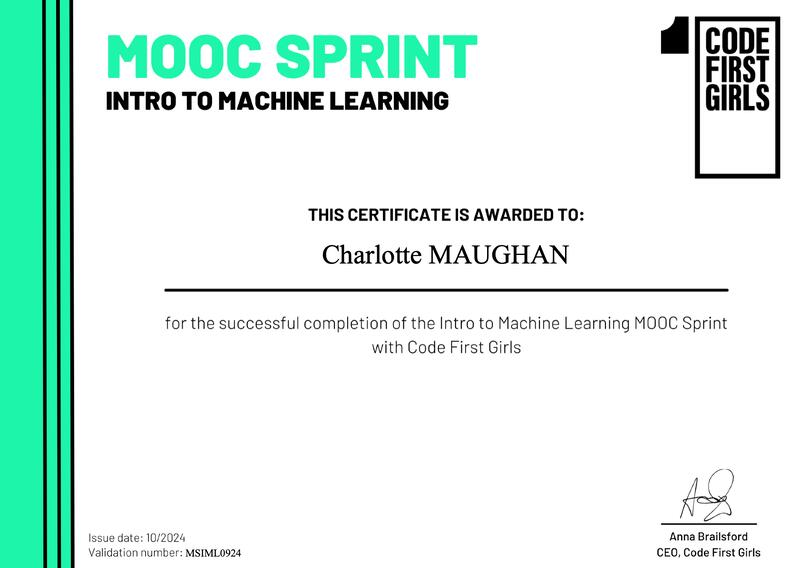 MOOC SPRINT
INTRO TO MACHINE LEARNING
1 CODE
FIRST
GIRLS
THIS CERTIFICATE IS AWARDED TO:
Charlotte MAUGHAN
for the successful completion of the Intro to Machine Learning MOOC Sprint
with Code First Girls
Issue date: 10/2024
Validation number: MSIML0924
Anna Brailsford
CEO, Code First Girls